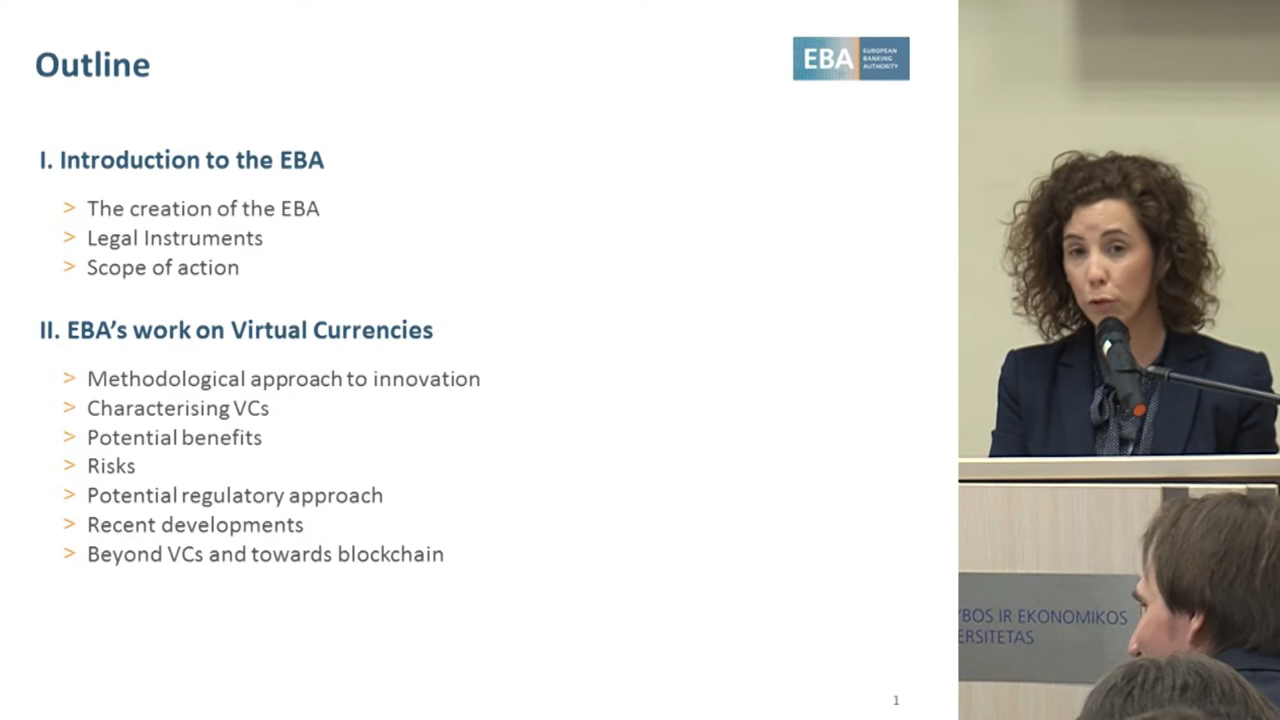 Outline
EBA EUROPEAN
BANKING
AUTHORITY
I. Introduction to the EBA
> The creation of the EBA
> Legal Instruments
> Scope of action
II. EBA’s work on Virtual Currencies
> Methodological approach to innovation
> Characterising VCs
> Potential benefits
> Risks
> Potential regulatory approach
> Recent developments
> Beyond VCs and towards blockchain
1
IR EKONOMIKOS